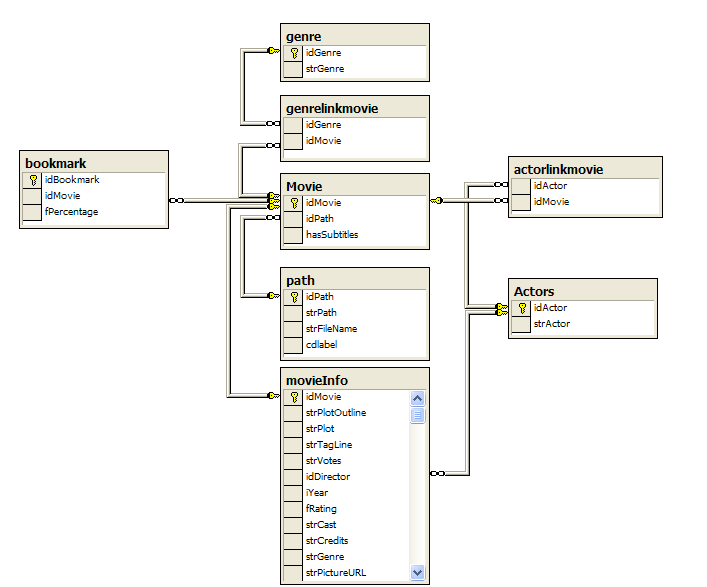 genre
idGenre
strGenre
genrelinkmovie
idGenre
idMovie
bookmark
idBookmark
idMovie
fPercentage
Movie
idMovie
idPath
hasSubtitles
actorlinkmovie
idActor
idMovie
path
idPath
strPath
strFileName
cdlabel
Actors
idActor
strActor
movieInfo
idMovie
strPlotOutline
strPlot
strTagLine
strVotes
idDirector
iYear
fRating
strCast
strCredits
strGenre
strPictureURL